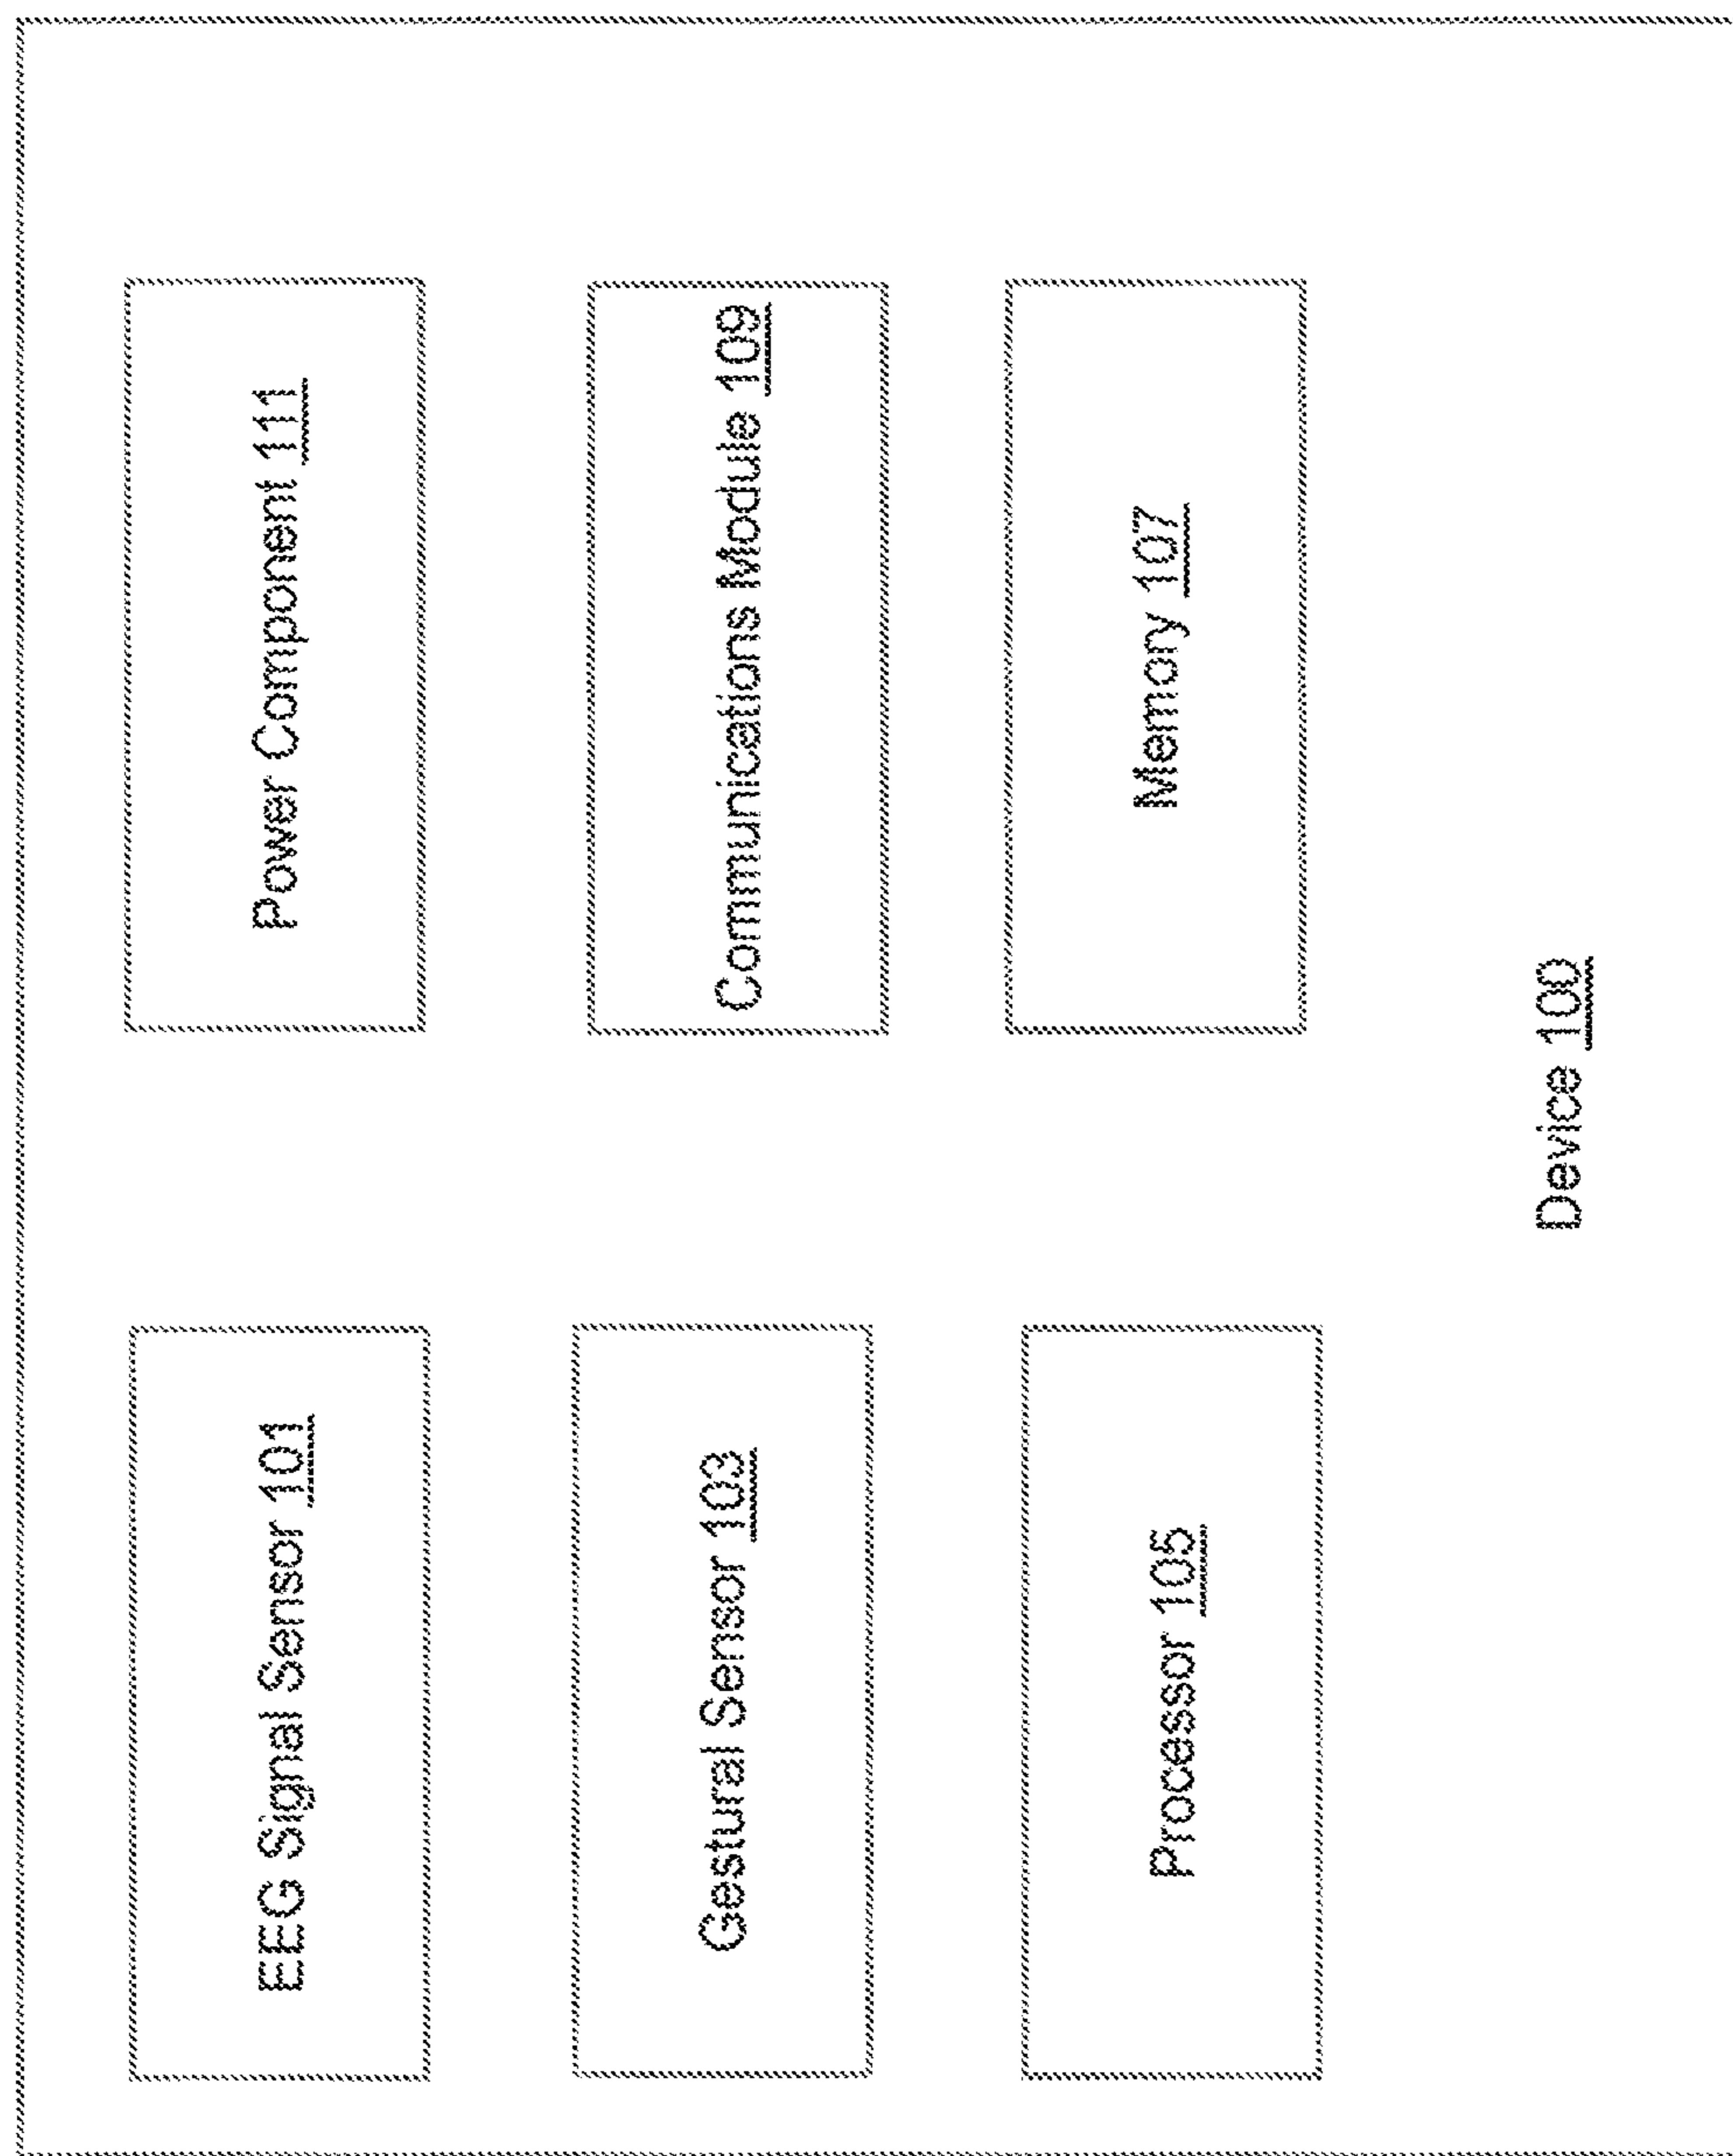 EEG Signal Sensor 101
Power Component 111
Gestural Sensor 103
Communications Module 109
Processor 105
Memory 107
Device 100